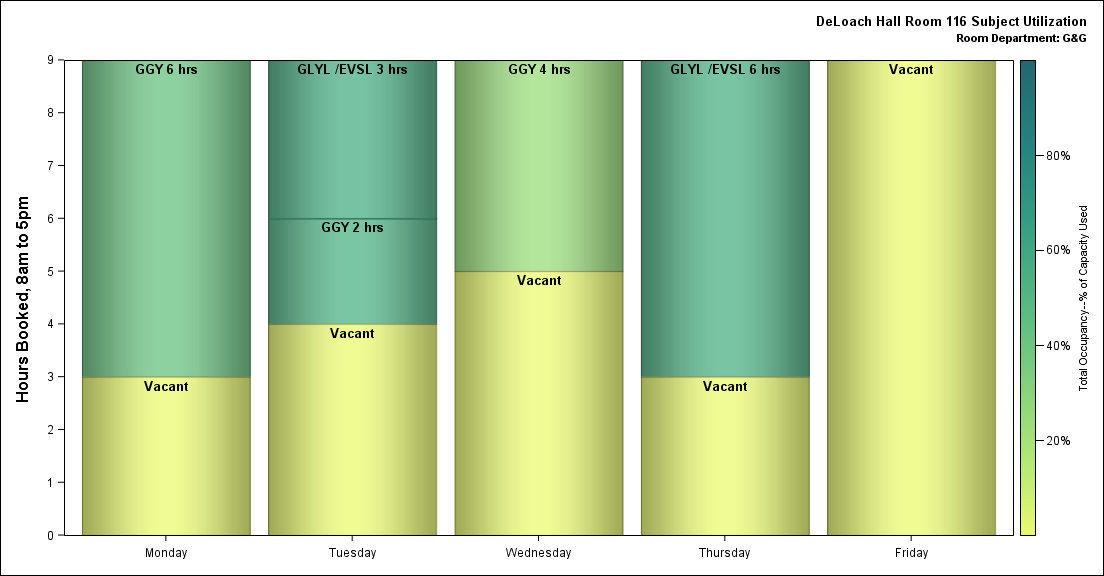 DeLoach Hall Room 116 Subject Utilization
Room Department: G&G
Hours Booked, 8am to 5pm
9
8
7
6
5
4
3
2
1
0
GGY 6 hrs
Vacant
GLYL /EVSL 3 hrs
GGY 2 hrs
Vacant
GGY 4 hrs
Vacant
GLYL /EVSL 6 hrs
Vacant
Vacant
Monday
Tuesday
Wednesday
Thursday
Friday
80%
60%
40%
20%
Total Occupancy--% of Capacity Used